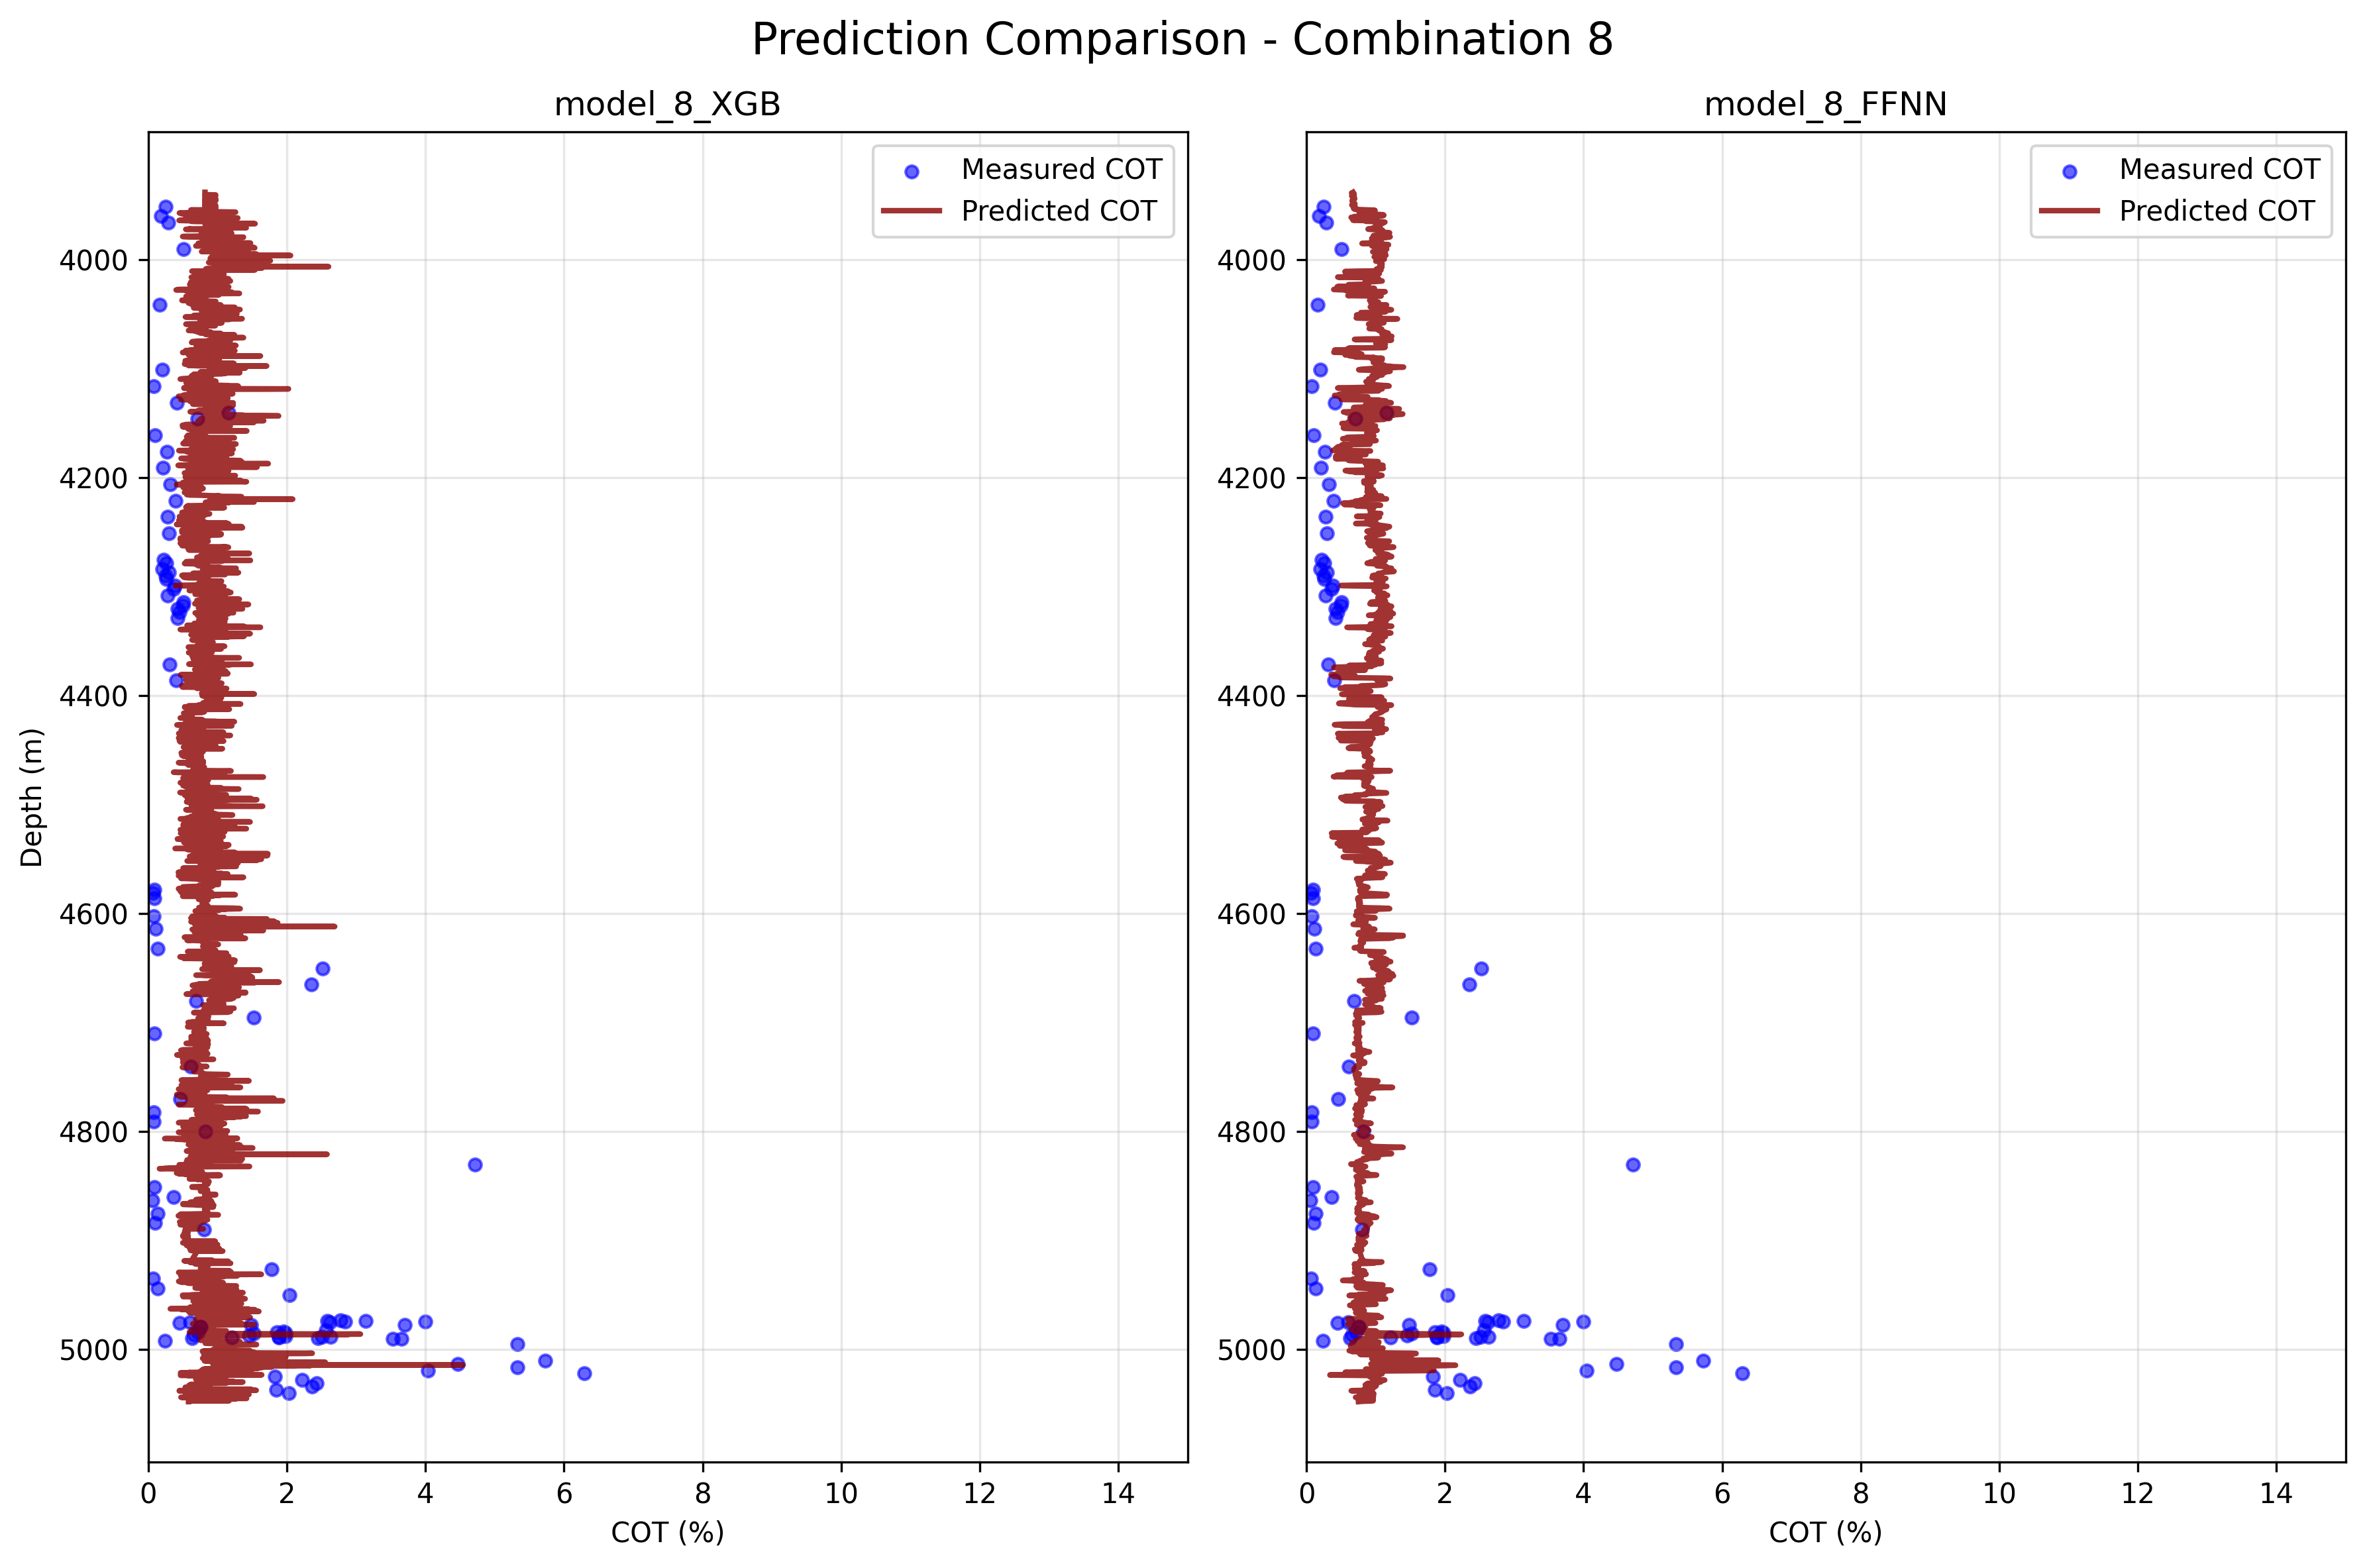 Prediction Comparison - Combination 8
model_8_XGB
Measured COT
Predicted COT
4000
4200
4400
4600
4800
5000
Depth (m)
0 2 4 6 8 10 12 14
COT (%)
model_8_FFNN
Measured COT
Predicted COT
4000
4200
4400
4600
4800
5000
0 2 4 6 8 10 12 14
COT (%)